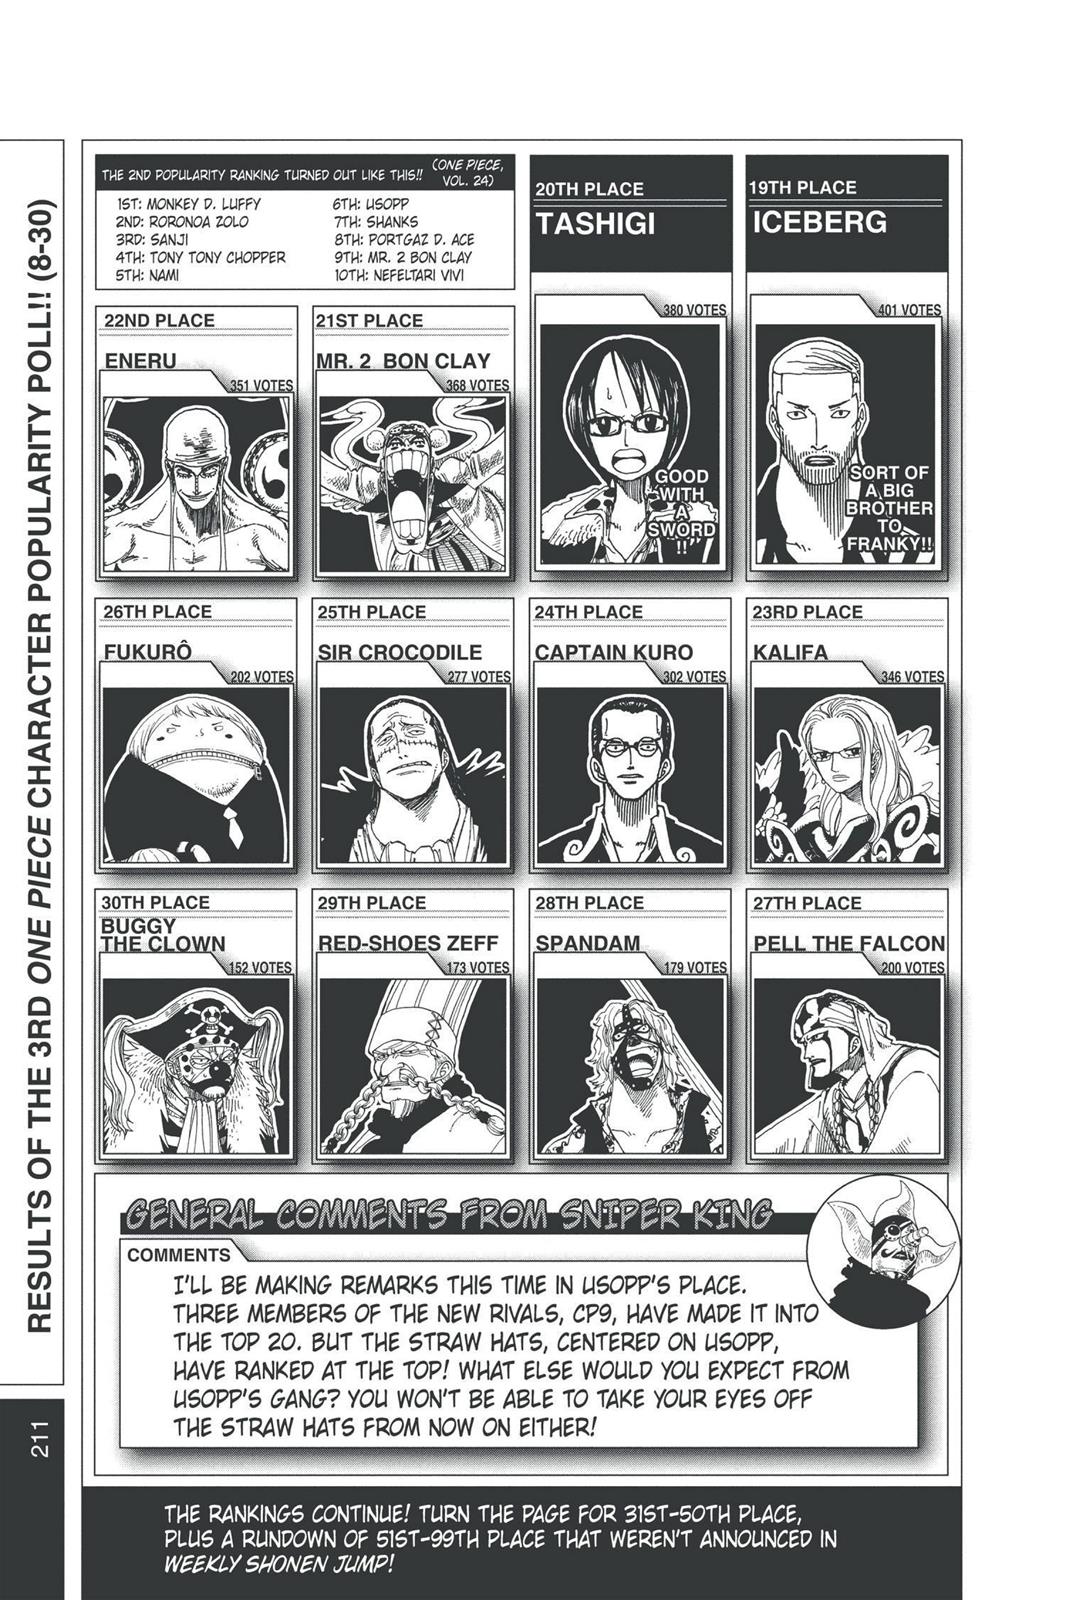 RESULTS OF THE 3RD ONE PIECE CHARACTER POPULARITY POLL!! (8-30)
211
THE 2ND POPULARITY RANKING TURNED OUT LIKE THIS!! (ONE PIECE, VOL. 24)
1ST: MONKEY D. LUFFY
2ND: RORONOA ZOLO
3RD: SANJI
4TH: TONY TONY CHOPPER
5TH: NAMI
6TH: USOPP
7TH: SHANKS
8TH: PORTGAZ D. ACE
9TH: MR. 2 BON CLAY
10TH: NEFELTARI VIVI
20TH PLACE
TASHIGI
380 VOTES
GOOD
WITH
A
SWORD
!!
19TH PLACE
ICEBERG
401 VOTES
SORT OF
A BIG
BROTHER
TO
FRANKY!!
22ND PLACE
ENERU
351 VOTES
21ST PLACE
MR. 2 BON CLAY
368 VOTES
26TH PLACE
FUKURÔ
202 VOTES
25TH PLACE
SIR CROCODILE
277 VOTES
24TH PLACE
CAPTAIN KURO
302 VOTES
23RD PLACE
KALIFA
346 VOTES
30TH PLACE
BUGGY
THE CLOWN
152 VOTES
29TH PLACE
RED-SHOES ZEFF
173 VOTES
28TH PLACE
SPANDAM
179 VOTES
27TH PLACE
PELL THE FALCON
200 VOTES
GENERAL COMMENTS FROM SNIPER KING
COMMENTS
I'LL BE MAKING REMARKS THIS TIME IN USOPP'S PLACE.
THREE MEMBERS OF THE NEW RIVALS, CP9, HAVE MADE IT INTO
THE TOP 20. BUT THE STRAW HATS, CENTERED ON USOPP,
HAVE RANKED AT THE TOP! WHAT ELSE WOULD YOU EXPECT FROM
USOPP'S GANG? YOU WON'T BE ABLE TO TAKE YOUR EYES OFF
THE STRAW HATS FROM NOW ON EITHER!
THE RANKINGS CONTINUE! TURN THE PAGE FOR 31ST-50TH PLACE,
PLUS A RUNDOWN OF 51ST-99TH PLACE THAT WEREN'T ANNOUNCED IN
WEEKLY SHONEN JUMP!